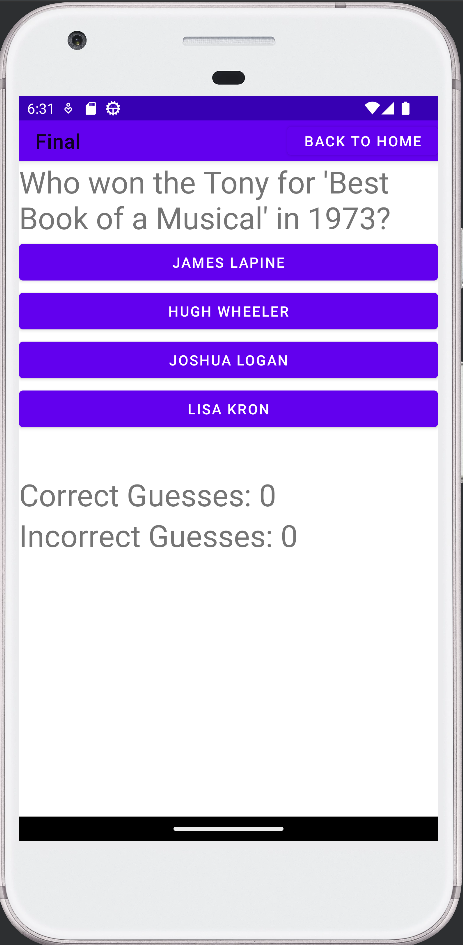 6:31
Final
BACK TO HOME
Who won the Tony for 'Best
Book of a Musical' in 1973?
JAMES LAPINE
HUGH WHEELER
JOSHUA LOGAN
LISA KRON
Correct Guesses: 0
Incorrect Guesses: 0